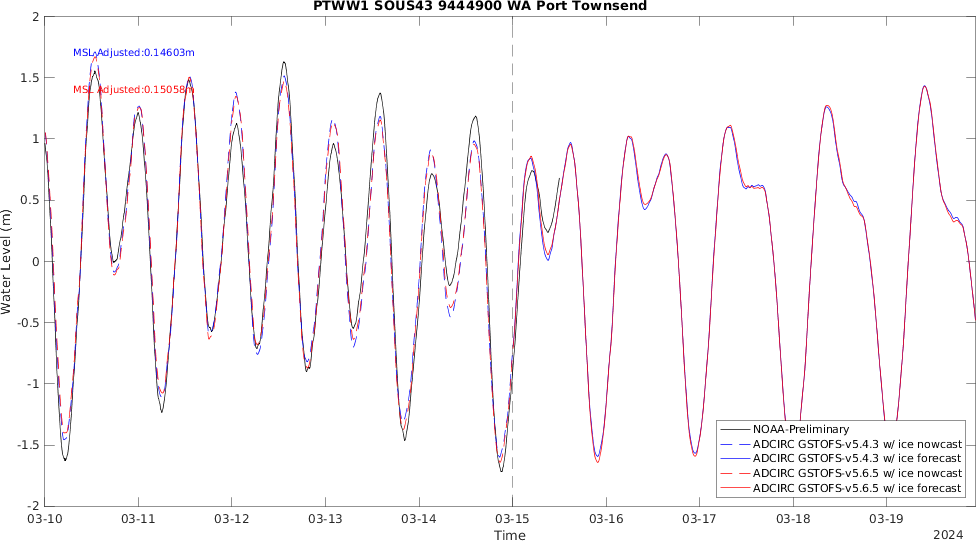 PTWW1 SOUS43 9444900 WA Port Townsend
2
1.5
1
0.5
0
-0.5
-1
-1.5
-2
Water Level (m)
MSL Adjusted:0.14603m
MSL Adjusted:0.15058m
NOAA-Preliminary
ADCIRC GSTOFS-v5.4.3 w/ ice nowcast
ADCIRC GSTOFS-v5.4.3 w/ ice forecast
ADCIRC GSTOFS-v5.6.5 w/ ice nowcast
ADCIRC GSTOFS-v5.6.5 w/ ice forecast
03-10 03-11 03-12 03-13 03-14 03-15 03-16 03-17 03-18 03-19
Time
2024